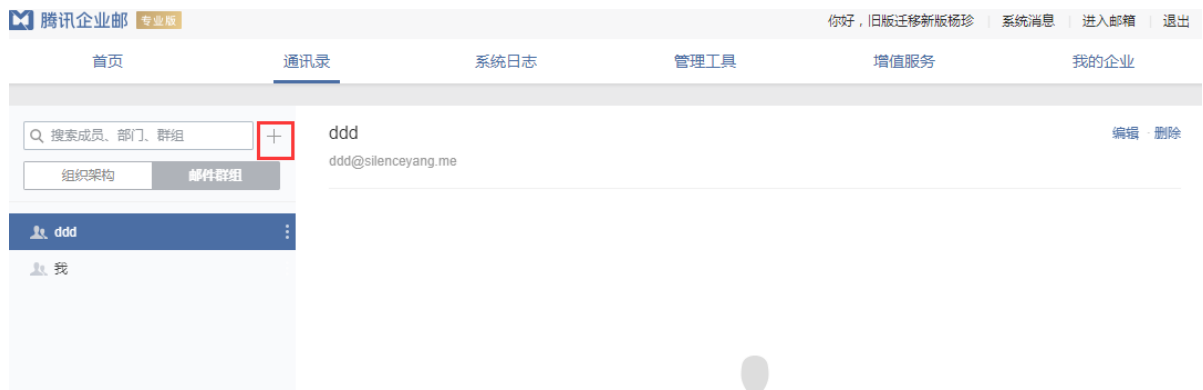 腾讯企业邮 专业版 你好，旧版迁移新版杨珍 系统消息 进入邮箱 退出
首页 通讯录 系统日志 管理工具 增值服务 我的企业
搜索成员、部门、群组
ddd 编辑 删除
ddd@silenceyang.me
组织架构 邮件群组
ddd
我